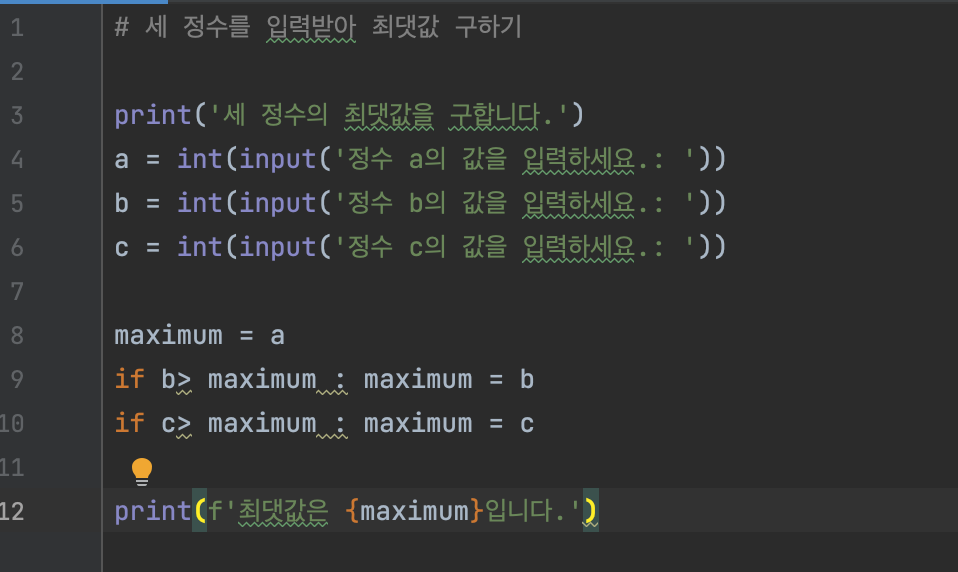 1 # 세 정수를 입력받아 최댓값 구하기
2
3 print('세 정수의 최댓값을 구합니다.')
4 a = int(input('정수 a의 값을 입력하세요.: '))
5 b = int(input('정수 b의 값을 입력하세요.: '))
6 c = int(input('정수 c의 값을 입력하세요.: '))
7
8 maximum = a
9 if b> maximum : maximum = b
10 if c> maximum : maximum = c
11
12 print(f'최댓값은 {maximum}입니다.')